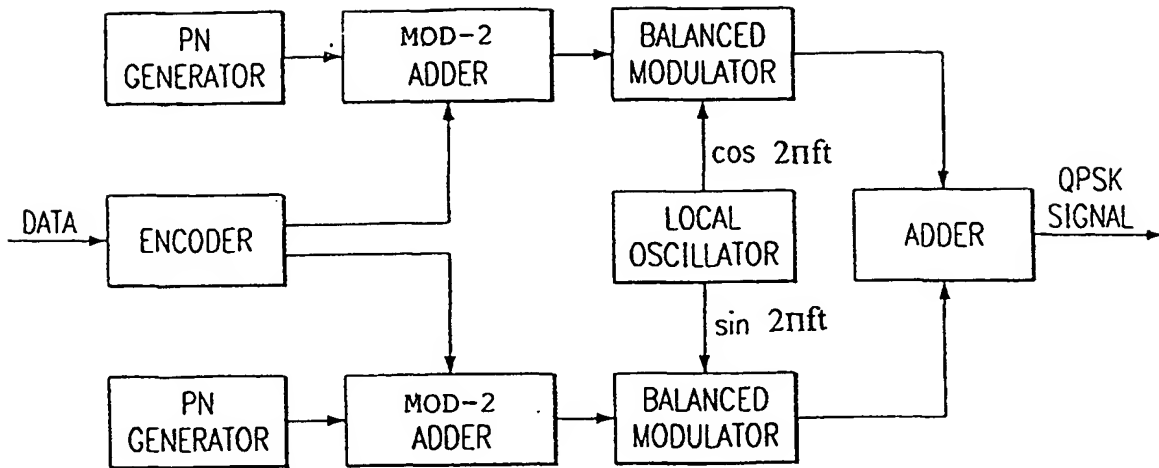 PN
GENERATOR
MOD-2
ADDER
BALANCED
MODULATOR
cos 2πft
DATA
ENCODER
LOCAL
OSCILLATOR
ADDER
QPSK
SIGNAL
sin 2πft
PN
GENERATOR
MOD-2
ADDER
BALANCED
MODULATOR